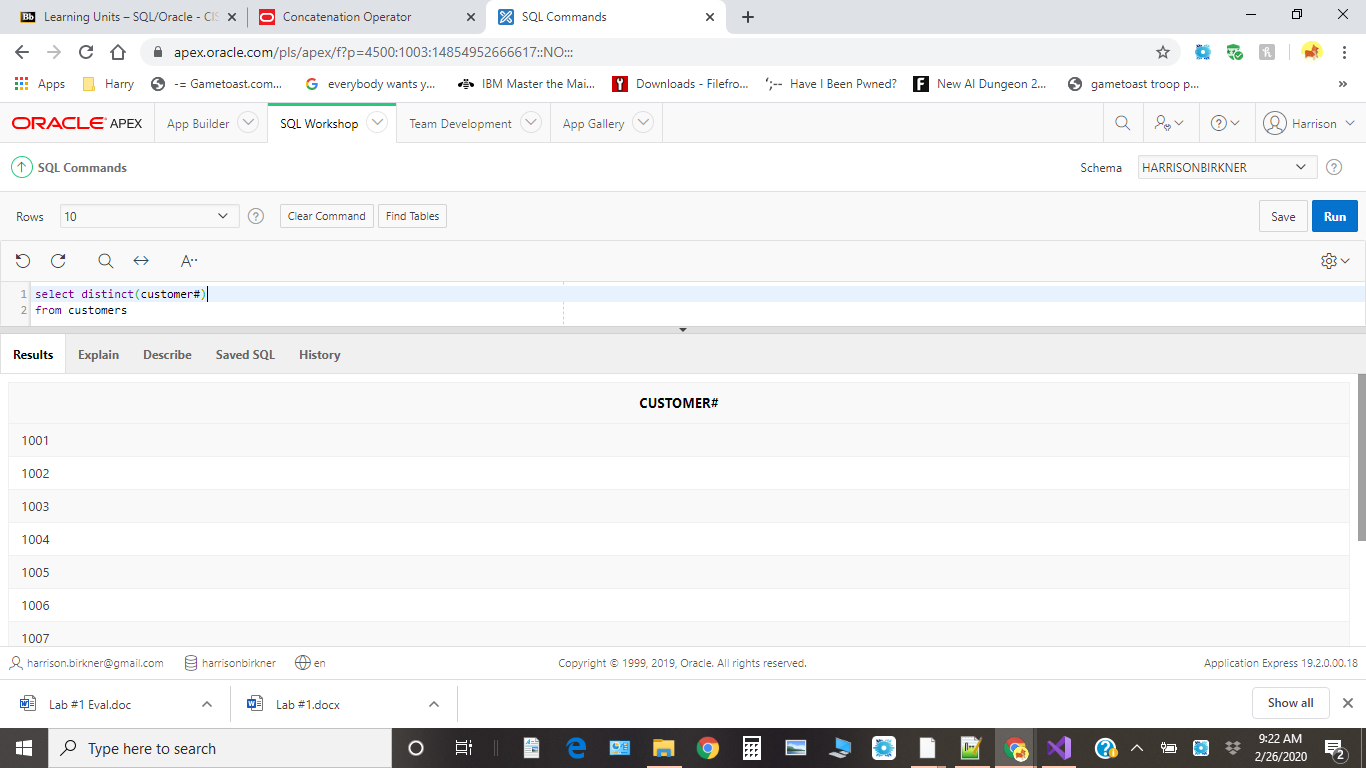 Learning Units – SQL/Oracle - CIS
Concatenation Operator
SQL Commands
apex.oracle.com/pls/apex/f?p=4500:1003:14854952666617::NO:::
Apps
Harry
-= Gametoast.com...
everybody wants y...
IBM Master the Mai...
Downloads - Filefro...
Have I Been Pwned?
New AI Dungeon 2...
gametoast troop p...
»
ORACLE APEX
App Builder
SQL Workshop
Team Development
App Gallery
Harrison
SQL Commands
Schema
HARRISONBIRKNER
Rows
10
Clear Command
Find Tables
Save
Run
1 select distinct(customer#)
2 from customers
Results
Explain
Describe
Saved SQL
History
CUSTOMER#
1001
1002
1003
1004
1005
1006
1007
harrison.birkner@gmail.com
harrisonbirkner
en
Copyright © 1999, 2019, Oracle. All rights reserved.
Application Express 19.2.0.00.18
Lab #1 Eval.doc
Lab #1.docx
Show all
Type here to search
9:22 AM
2/26/2020
2